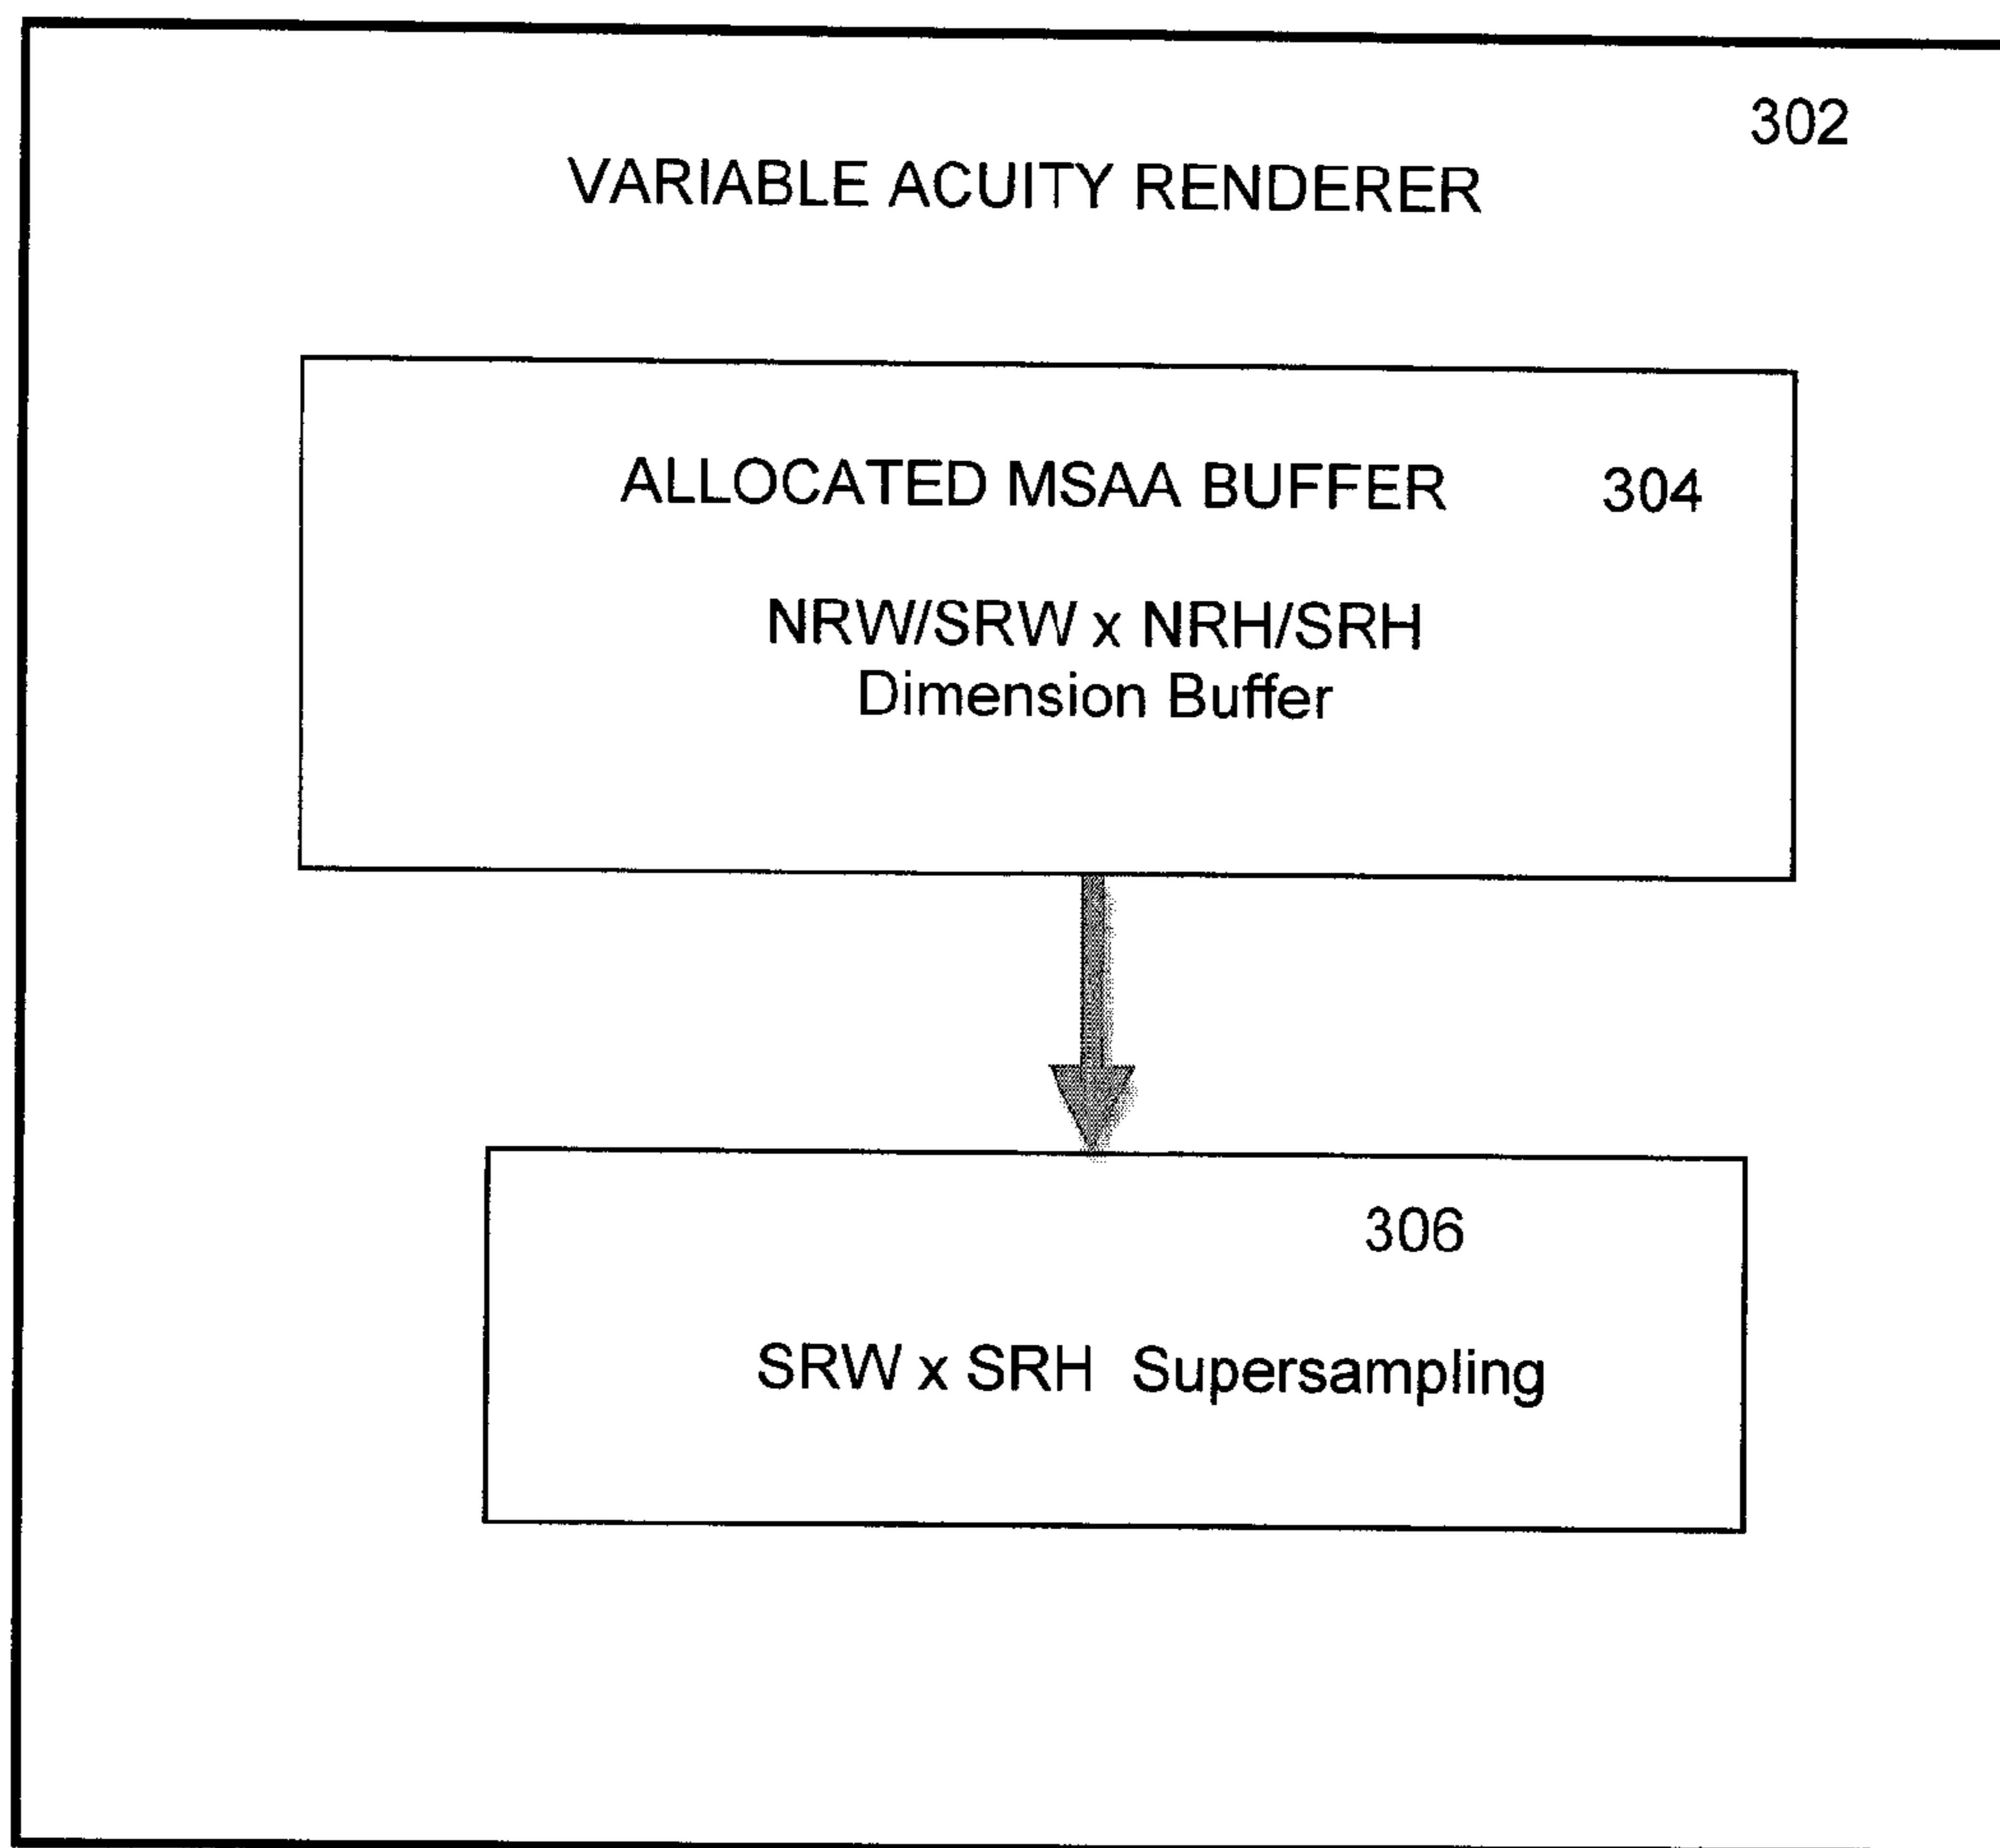 302
VARIABLE ACUITY RENDERER
ALLOCATED MSAA BUFFER 304
NRW/SRW x NRH/SRH
Dimension Buffer
306
SRW x SRH Supersampling